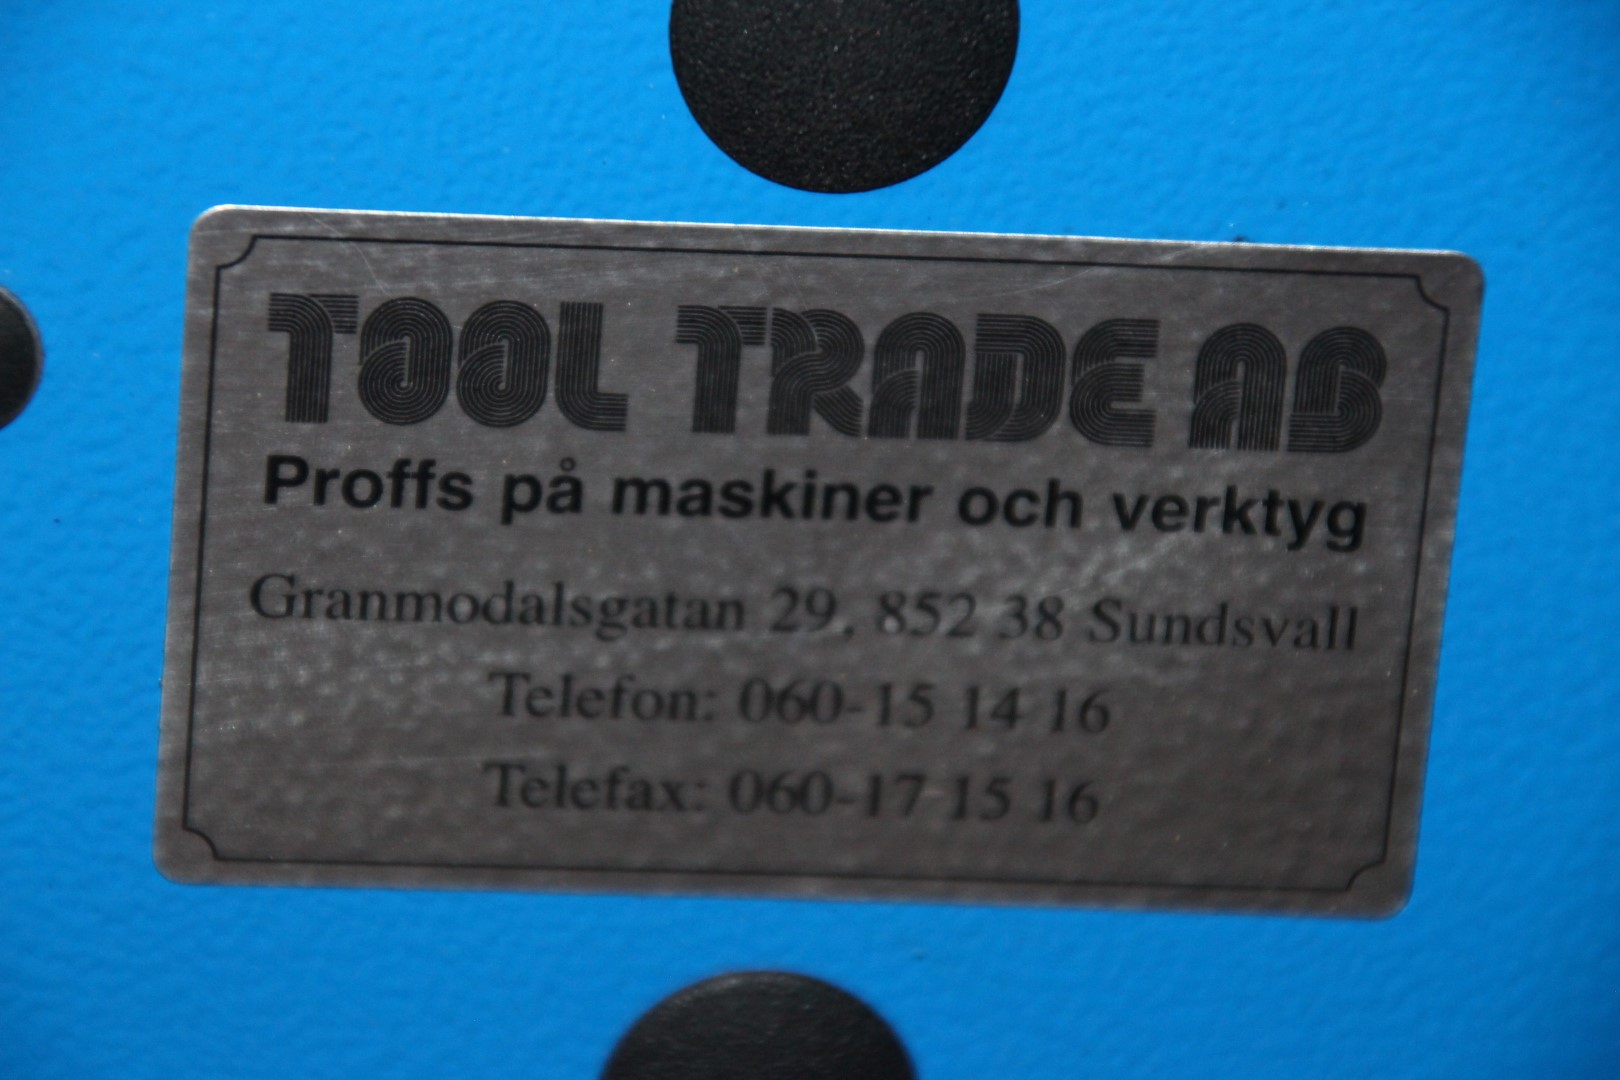 TOOL TRADE AB
Proffs på maskiner och verktyg
Granmodalsgatan 29, 852 38 Sundsvall
Telefon: 060-15 14 16
Telefax: 060-17 15 16